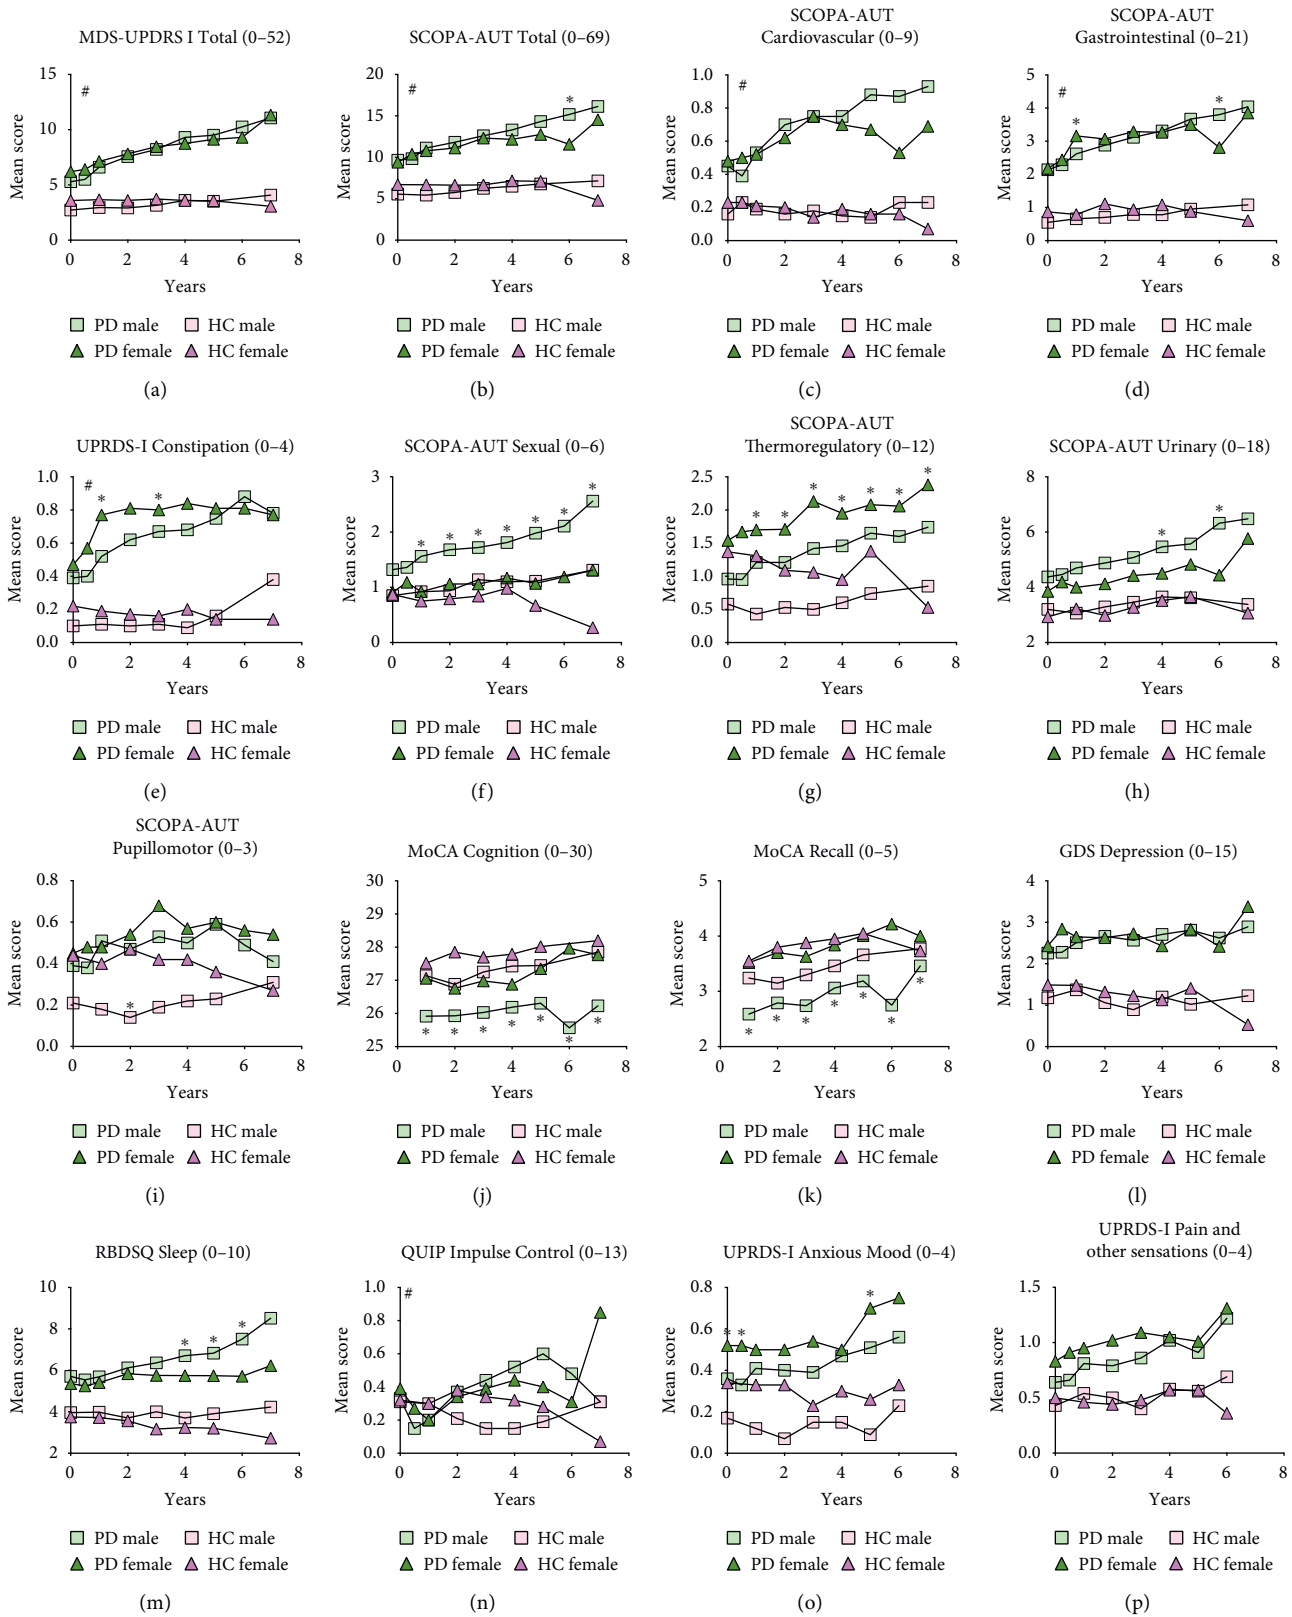 MDS-UPDRS I Total (0–52)
Mean score
15
10
5
0
#
0 2 4 6 8
Years
PD male HC male
PD female HC female
(a)
SCOPA-AUT Total (0–69)
Mean score
20
15
10
5
0
#
*
0 2 4 6 8
Years
PD male HC male
PD female HC female
(b)
SCOPA-AUT
Cardiovascular (0–9)
Mean score
1.0
0.8
0.6
0.4
0.2
0.0
#
0 2 4 6 8
Years
PD male HC male
PD female HC female
(c)
SCOPA-AUT
Gastrointestinal (0–21)
Mean score
5
4
3
2
1
0
#
* *
0 2 4 6 8
Years
PD male HC male
PD female HC female
(d)
UPRDS-I Constipation (0–4)
Mean score
1.0
0.8
0.6
0.4
0.2
0.0
#
* *
0 2 4 6 8
Years
PD male HC male
PD female HC female
(e)
SCOPA-AUT Sexual (0–6)
Mean score
3
2
1
0
* * * * * * *
0 2 4 6 8
Years
PD male HC male
PD female HC female
(f)
SCOPA-AUT
Thermoregulatory (0–12)
Mean score
2.5
2.0
1.5
1.0
0.5
0.0
* * * * * * *
0 2 4 6 8
Years
PD male HC male
PD female HC female
(g)
SCOPA-AUT Urinary (0–18)
Mean score
8
6
4
2
* *
0 2 4 6 8
Years
PD male HC male
PD female HC female
(h)
SCOPA-AUT
Pupillomotor (0–3)
Mean score
0.8
0.6
0.4
0.2
0.0
*
0 2 4 6 8
Years
PD male HC male
PD female HC female
(i)
MoCA Cognition (0–30)
Mean score
30
29
28
27
26
25
* * * * * * *
0 2 4 6 8
Years
PD male HC male
PD female HC female
(j)
MoCA Recall (0–5)
Mean score
5
4
3
2
* * * * * * *
0 2 4 6 8
Years
PD male HC male
PD female HC female
(k)
GDS Depression (0–15)
Mean score
4
3
2
1
0
0 2 4 6 8
Years
PD male HC male
PD female HC female
(l)
RBDSQ Sleep (0–10)
Mean score
10
8
6
4
2
* * *
0 2 4 6 8
Years
PD male HC male
PD female HC female
(m)
QUIP Impulse Control (0–13)
Mean score
1.0
0.8
0.6
0.4
0.2
0.0
#
0 2 4 6 8
Years
PD male HC male
PD female HC female
(n)
UPRDS-I Anxious Mood (0–4)
Mean score
0.8
0.6
0.4
0.2
0.0
* * *
0 2 4 6 8
Years
PD male HC male
PD female HC female
(o)
UPRDS-I Pain and
other sensations (0–4)
Mean score
1.5
1.0
0.5
0.0
0 2 4 6 8
Years
PD male HC male
PD female HC female
(p)